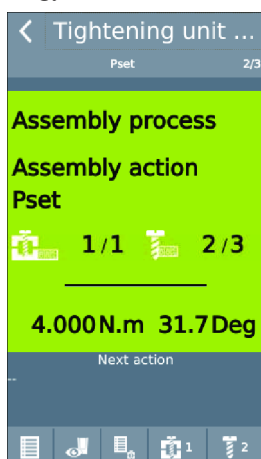 Tightening unit ...
Pset 2/3
Assembly process
Assembly action
Pset
1/1 2/3
4.000N.m 31.7Deg
Next action
--
1 2